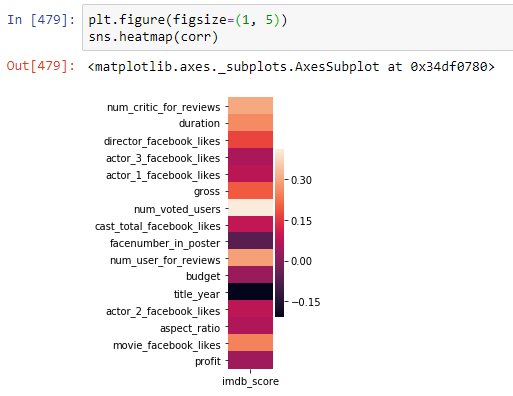 In [479]: plt.figure(figsize=(1, 5))
sns.heatmap(corr)
Out[479]: <matplotlib.axes._subplots.AxesSubplot at 0x34df0780>
num_critic_for_reviews
duration
director_facebook_likes
actor_3_facebook_likes
actor_1_facebook_likes
gross
num_voted_users
cast_total_facebook_likes
facenumber_in_poster
num_user_for_reviews
budget
title_year
actor_2_facebook_likes
aspect_ratio
movie_facebook_likes
profit
imdb_score
0.30
0.15
0.00
−0.15